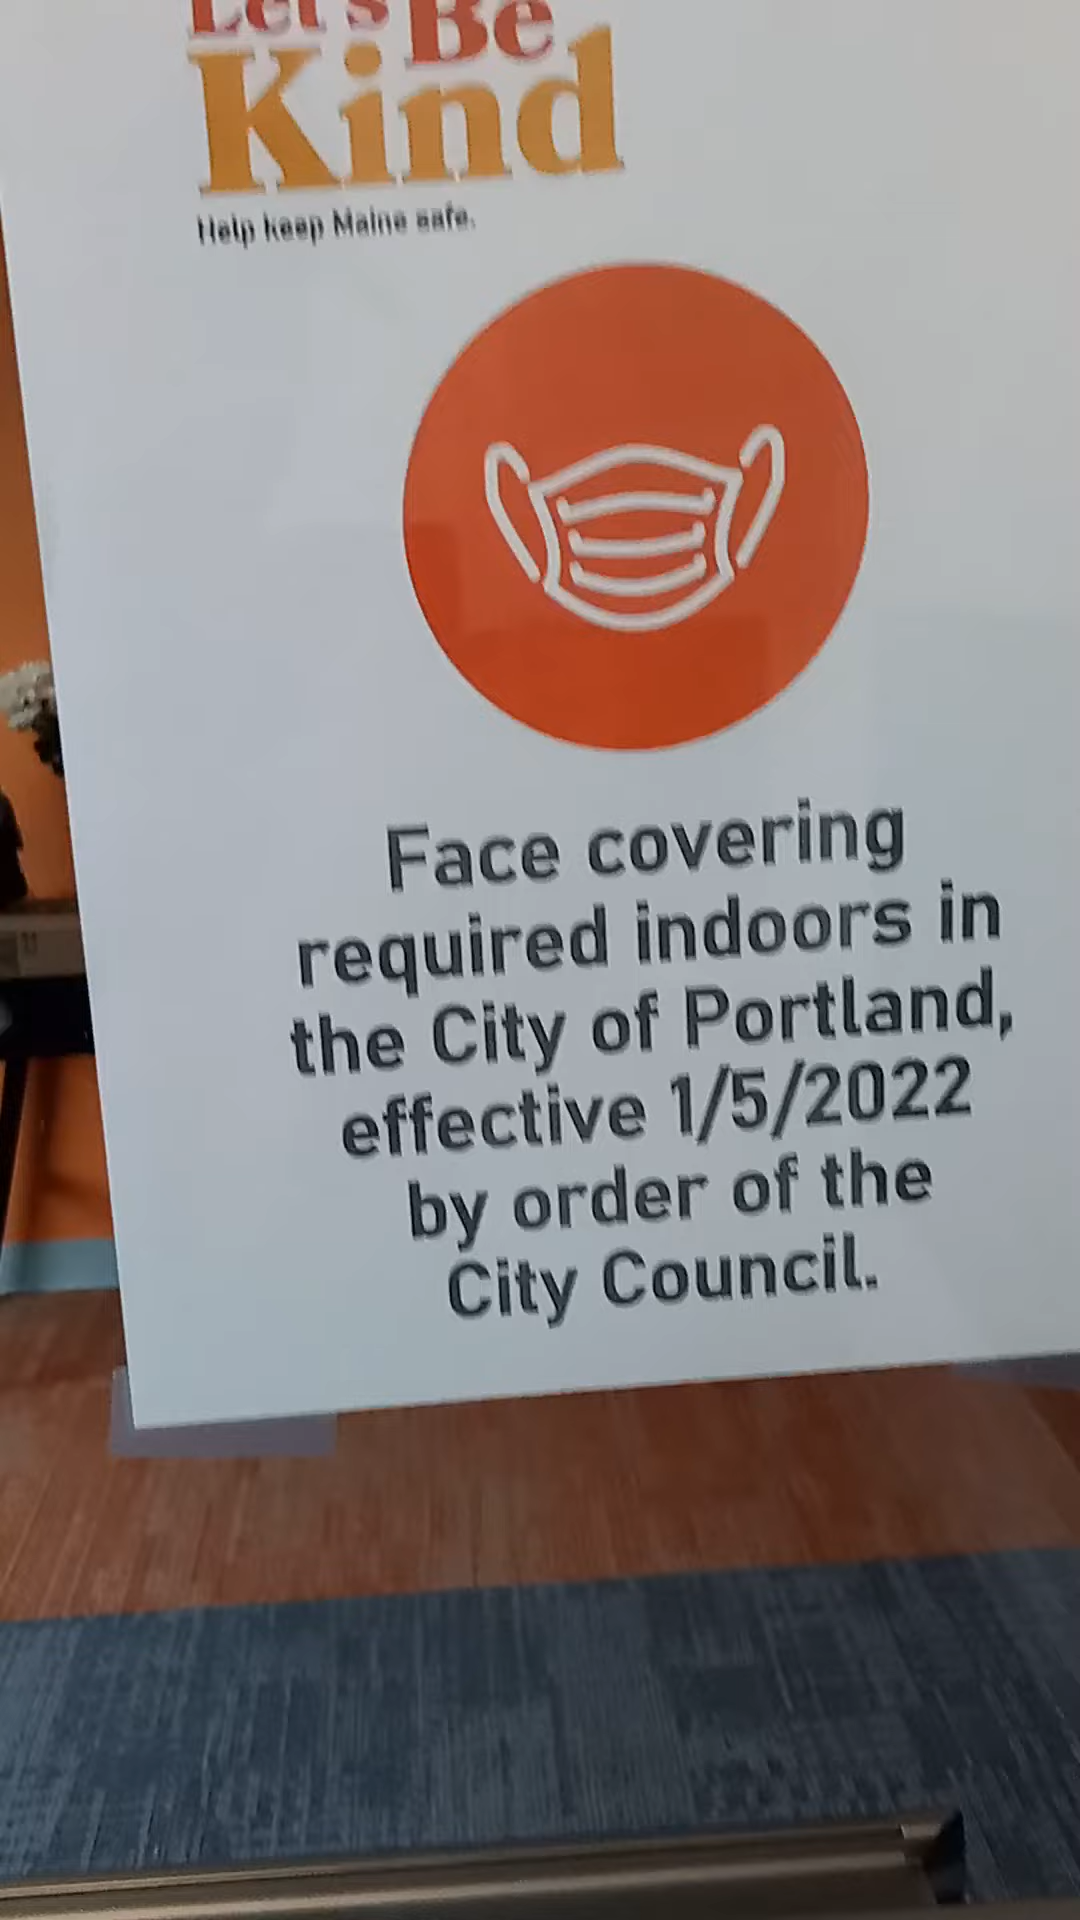 Let's Be
Kind
Help keep Maine safe.
Face covering
required indoors in
the City of Portland,
effective 1/5/2022
by order of the
City Council.